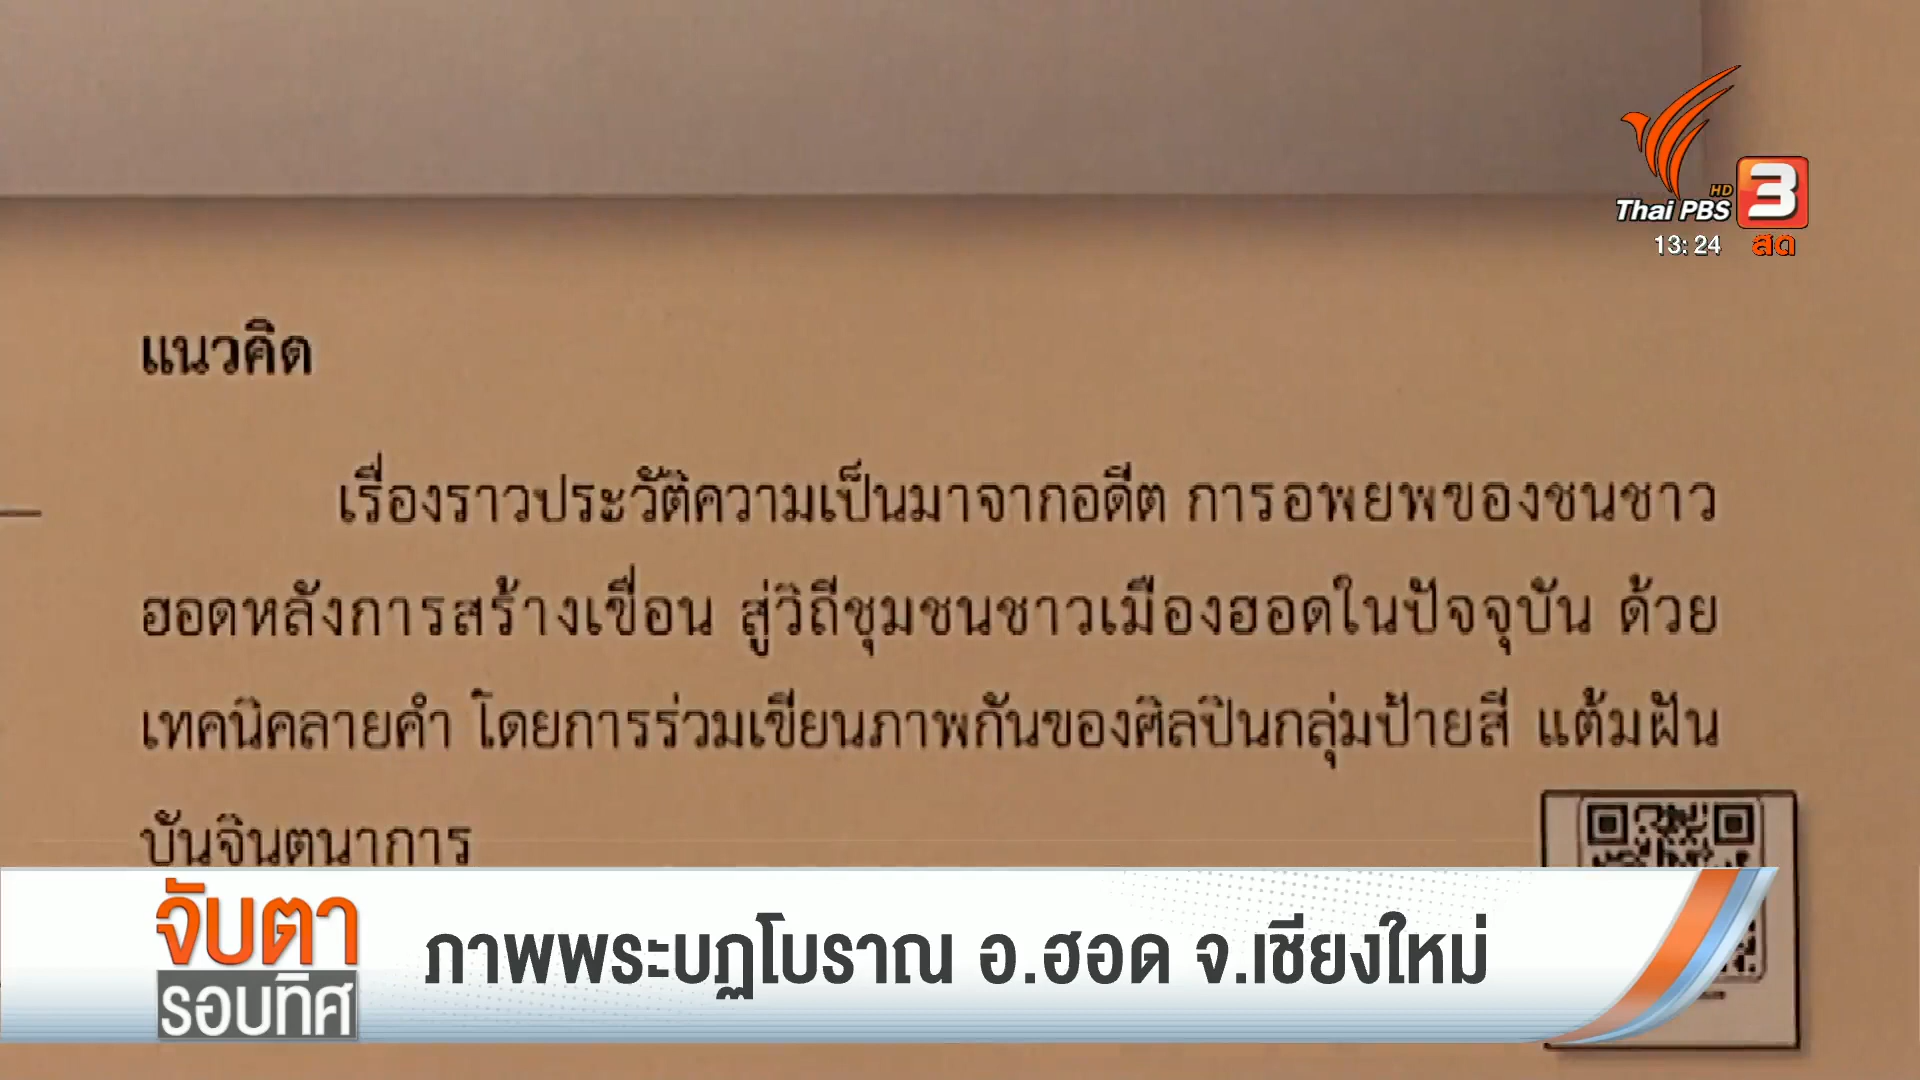 HD
Thai PBS 3
13:24 สด
แนวคิด
เรื่องราวประวัติความเป็นมาจากอดีต การอพยพของชนชาว
ฮอดหลังการสร้างเขื่อน สู่วิถีชุมชนชาวเมืองฮอดในปัจจุบัน ด้วย
เทคนิคลายคำ โดยการร่วมเขียนภาพกันของศิลปินกลุ่มป้ายสี แต้มฝัน
บันจินตนาการ
จับตา
รอบทิศ
ภาพพระบฏโบราณ อ.ฮอด จ.เชียงใหม่